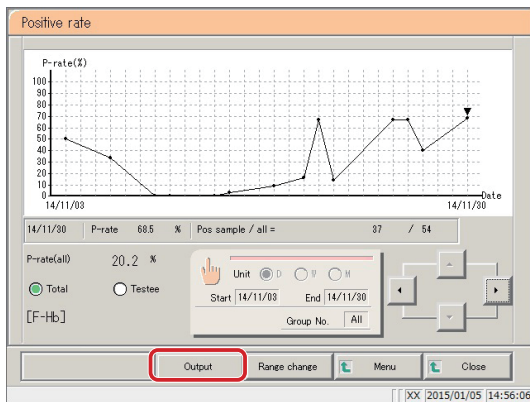 Positive rate
P-rate(%)
100
90
80
70
60
50
40
30
20
10
0
Date
14/11/03 14/11/30
14/11/30 P-rate 68.5 % Pos sample / all = 37 / 54
P-rate(all) 20.2 %
Total Testee
[F-Hb]
Unit D W M
Start 14/11/03 End 14/11/30
Group No. All
Output Range change Menu Close
XX 2015/01/05 14:56:08